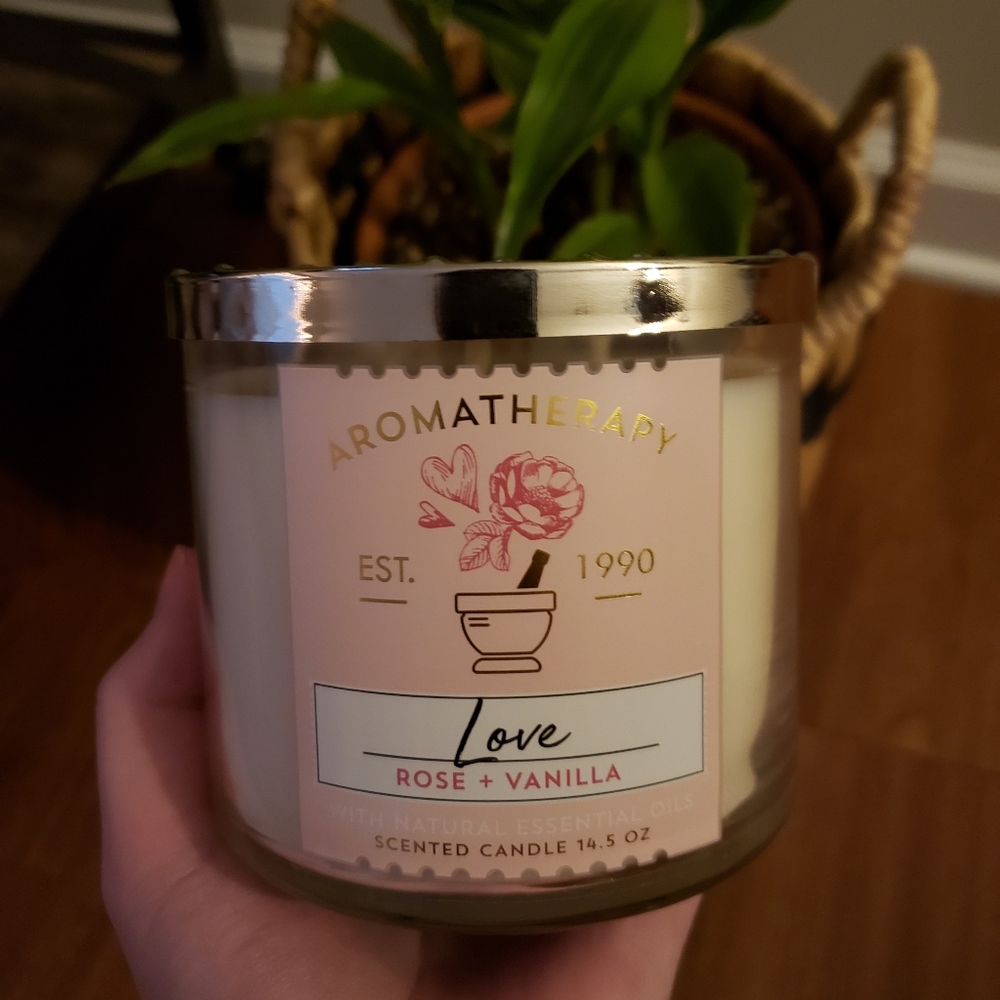 AROMATHERAPY
EST. 1990
Love
ROSE + VANILLA
WITH NATURAL ESSENTIAL OILS
SCENTED CANDLE 14.5 OZ